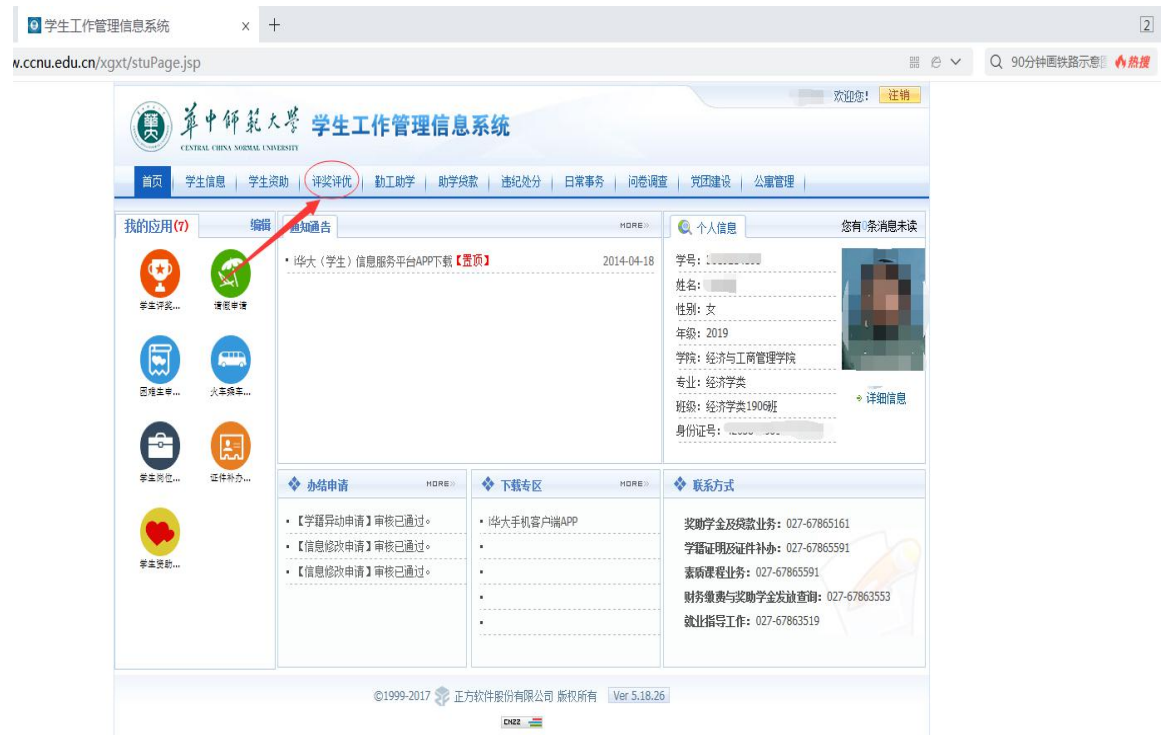 学生工作管理信息系统 × +
2
w.ccnu.edu.cn/xgxt/stuPage.jsp
90分钟画铁路示意 热搜
欢迎您! 注销
華中師範大學 学生工作管理信息系统
CENTRAL CHINA NORMAL UNIVERSITY
首页 学生信息 学生资助 评奖评优 勤工助学 助学贷款 违纪处分 日常事务 问卷调查 党团建设 公寓管理
我的应用(7) 编辑
学生评奖...
请假申请
困难生申...
火车乘车...
学生岗位...
证件补办...
学生资助...
通知通告 MORE»
i华大（学生）信息服务平台APP下载【置顶】 2014-04-18
个人信息 您有0条消息未读
学号:
姓名:
性别: 女
年级: 2019
学院: 经济与工商管理学院
专业: 经济学类
班级: 经济学类1906班
身份证号:
详细信息
办结申请 MORE»
【学籍异动申请】审核已通过。
【信息修改申请】审核已通过。
【信息修改申请】审核已通过。
下载专区 MORE»
i华大手机客户端APP
联系方式
奖助学金及贷款业务: 027-67865161
学籍证明及证件补办: 027-67865591
素质课程业务: 027-67865591
财务缴费与奖助学金发放查询: 027-67863553
就业指导工作: 027-67863519
©1999-2017 正方软件股份有限公司 版权所有 Ver 5.18.26
CNZZ